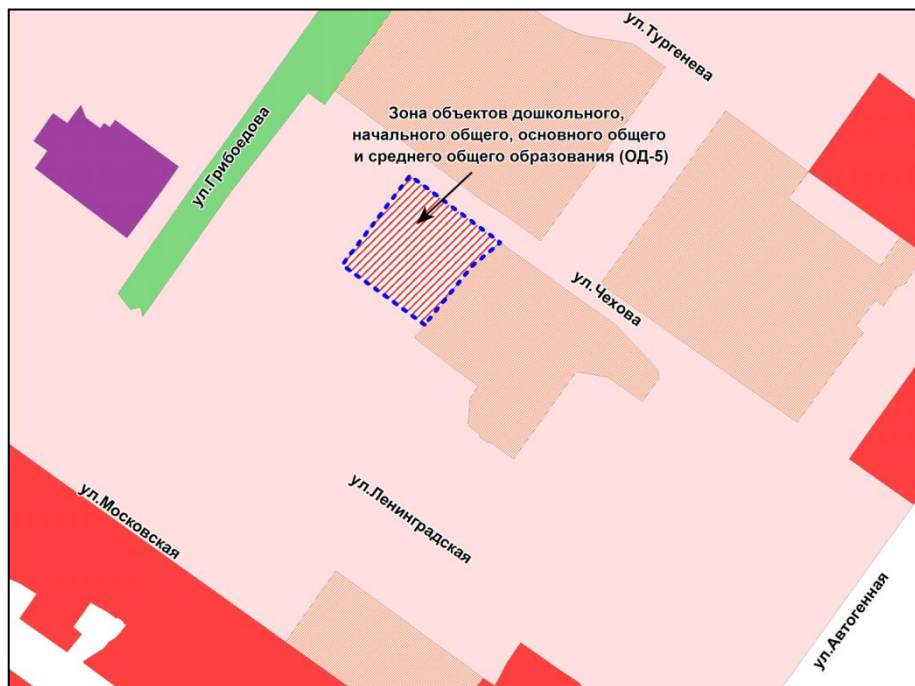 ул.Тургенева
Зона объектов дошкольного,
начального общего, основного общего
и среднего общего образования (ОД-5)
ул.Грибоедова
ул.Чехова
ул.Московская
ул.Ленинградская
ул.Автогенная